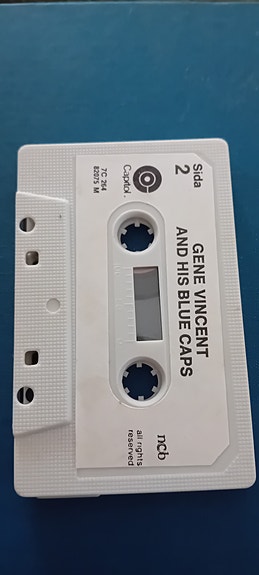 Sida
2
GENE VINCENT
AND HIS BLUE CAPS
Capitol.
7C 264
82075 M
ncb
all rights
reserved